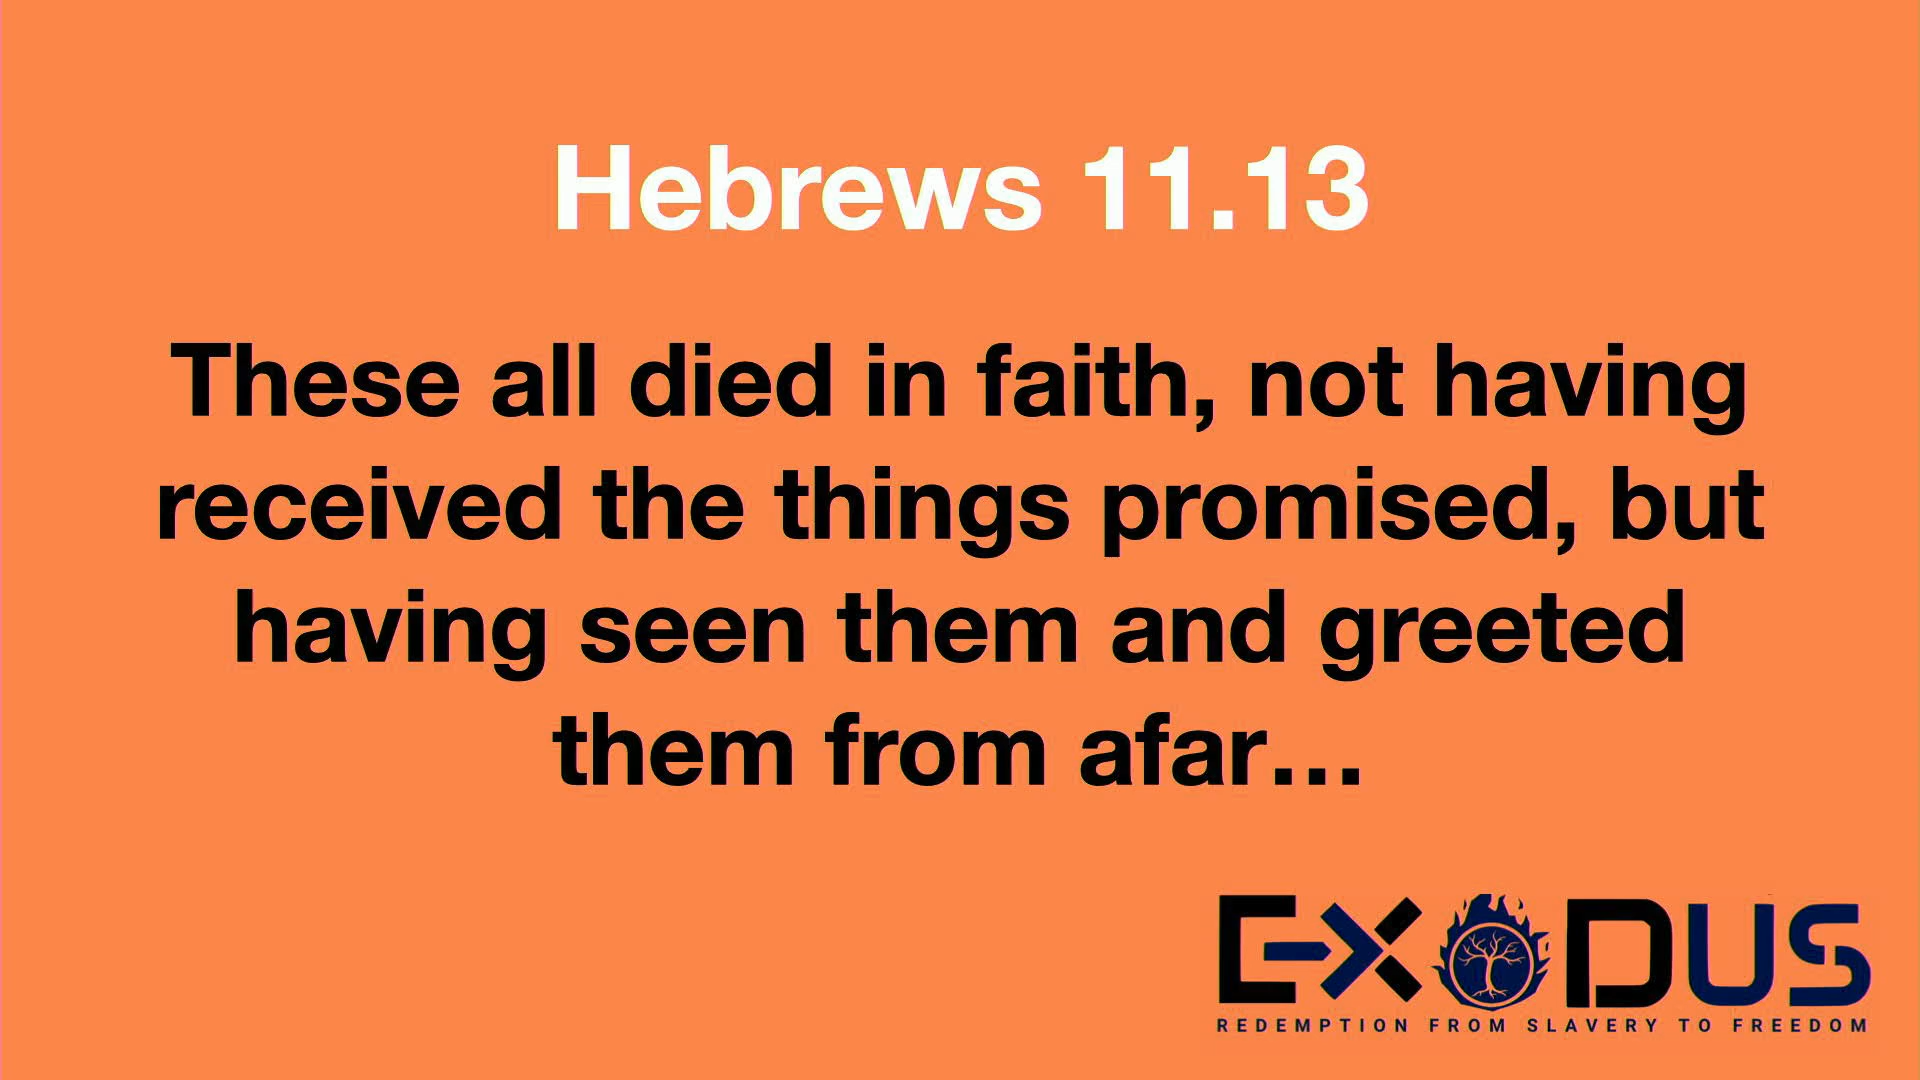 Hebrews 11.13
These all died in faith, not having
received the things promised, but
having seen them and greeted
them from afar…
EXODUS
REDEMPTION FROM SLAVERY TO FREEDOM